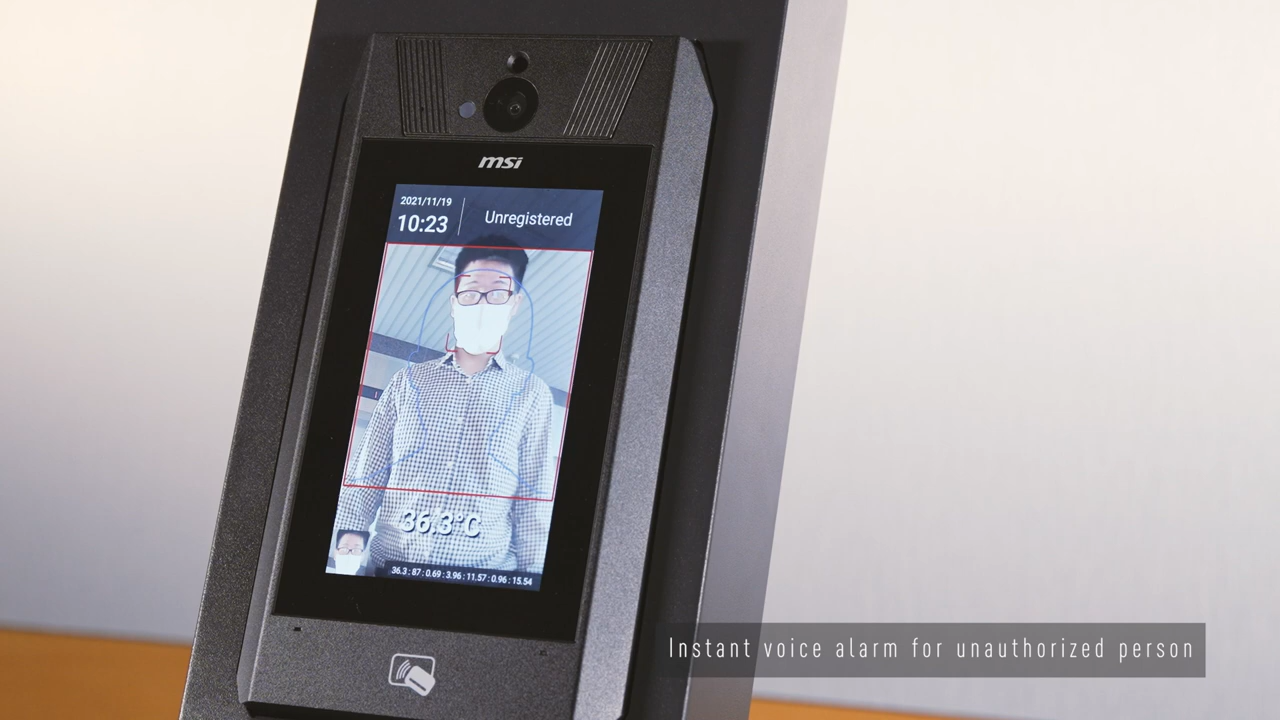 msi
2021/11/19
10:23
Unregistered
36.3°C
36.3 : 87 : 0.69 : 3.96 : 11.57 : 0.96 : 15.54
Instant voice alarm for unauthorized person